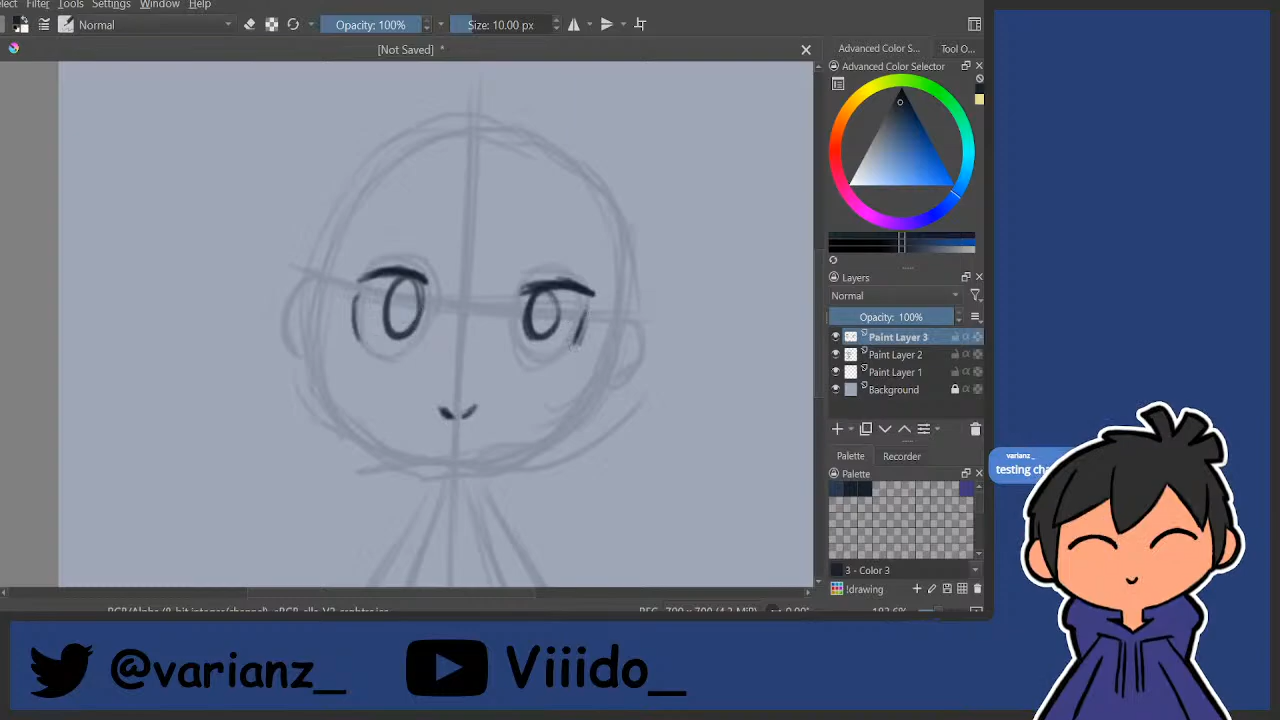 elect Filter Tools Settings Window Help
Normal
Opacity: 100%
Size: 10.00 px
[Not Saved] *
Advanced Color S...
Tool O...
Advanced Color Selector
Layers
Normal
Opacity: 100%
Paint Layer 3
Paint Layer 2
Paint Layer 1
Background
Palette
Recorder
Palette
3 - Color 3
!drawing
varianz_
testing cha
@varianz_
Viiido_